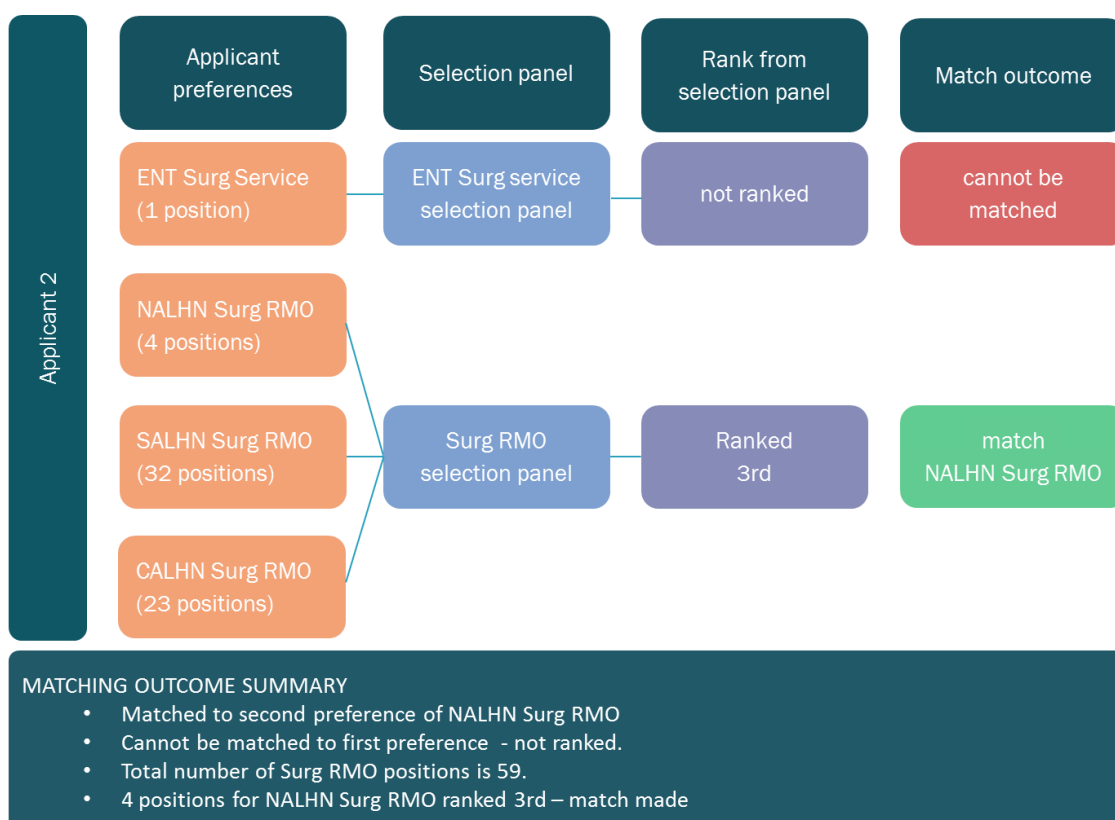 Applicant 2
Applicant
preferences
Selection panel
Rank from
selection panel
Match outcome
ENT Surg Service
(1 position)
ENT Surg service
selection panel
not ranked
cannot be
matched
NALHN Surg RMO
(4 positions)
SALHN Surg RMO
(32 positions)
CALHN Surg RMO
(23 positions)
Surg RMO
selection panel
Ranked
3rd
match
NALHN Surg RMO
MATCHING OUTCOME SUMMARY
• Matched to second preference of NALHN Surg RMO
• Cannot be matched to first preference - not ranked.
• Total number of Surg RMO positions is 59.
• 4 positions for NALHN Surg RMO ranked 3rd – match made